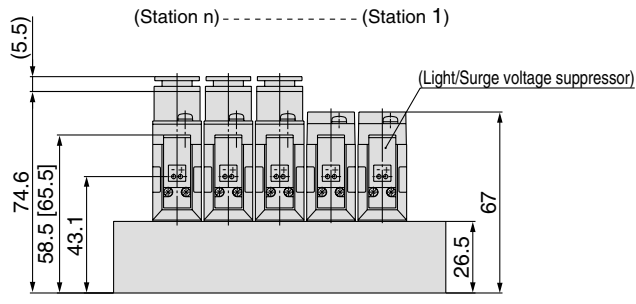 (Station n)
(Station 1)
(5.5)
(Light/Surge voltage suppressor)
74.6
58.5 [65.5]
43.1
67
26.5